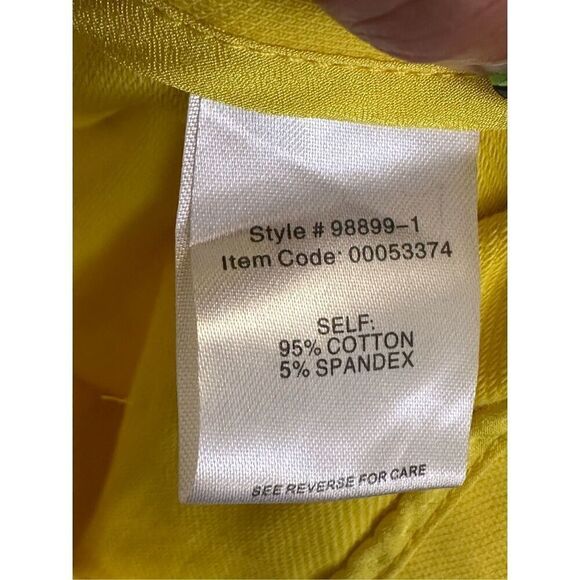 Style # 98899-1
Item Code: 00053374
SELF:
95% COTTON
5% SPANDEX
SEE REVERSE FOR CARE